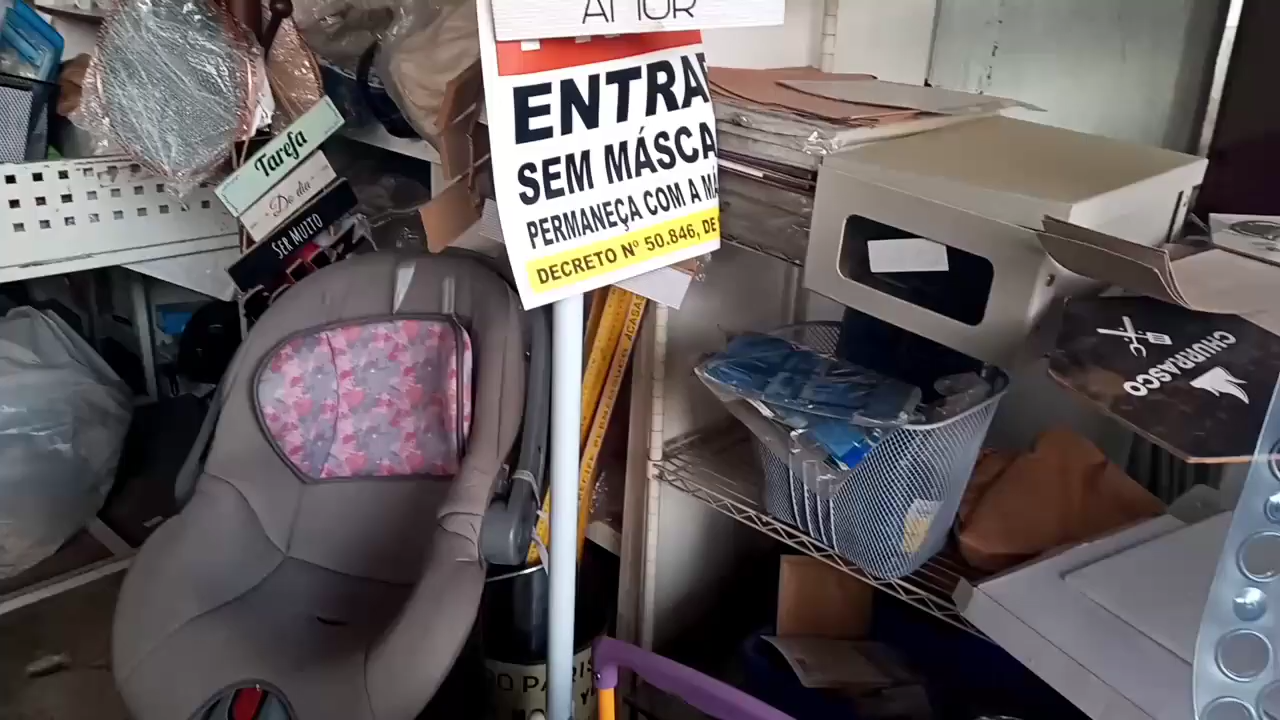 AMOR
ENTRA
SEM MÁSCA
PERMANEÇA COM A MÁ
DECRETO Nº 50.846, DE
Tarefa
Do dia
SER MUITO
CHURRASCO